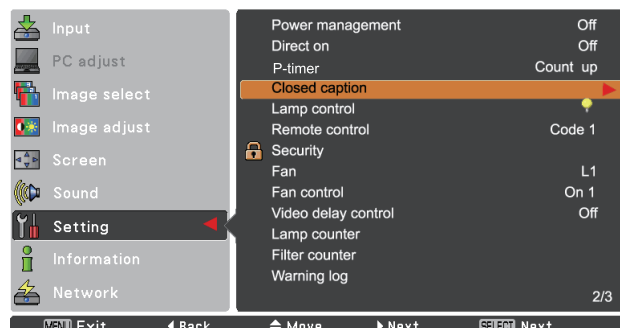 Input
PC adjust
Image select
Image adjust
Screen
Sound
Setting
Information
Network
Power management Off
Direct on Off
P-timer Count up
Closed caption
Lamp control
Remote control Code 1
Security
Fan L1
Fan control On 1
Video delay control Off
Lamp counter
Filter counter
Warning log
2/3
MENU Exit Back Move Next SELECT Next